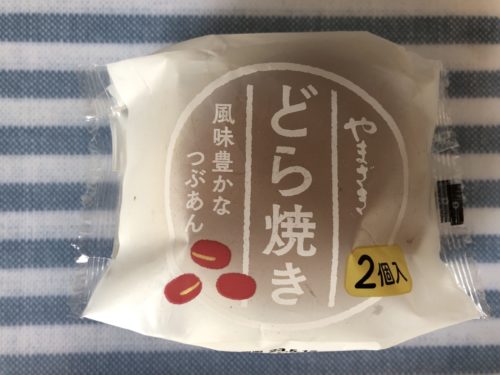 やまざき
どら焼き
風味豊かな
つぶあん
2個入